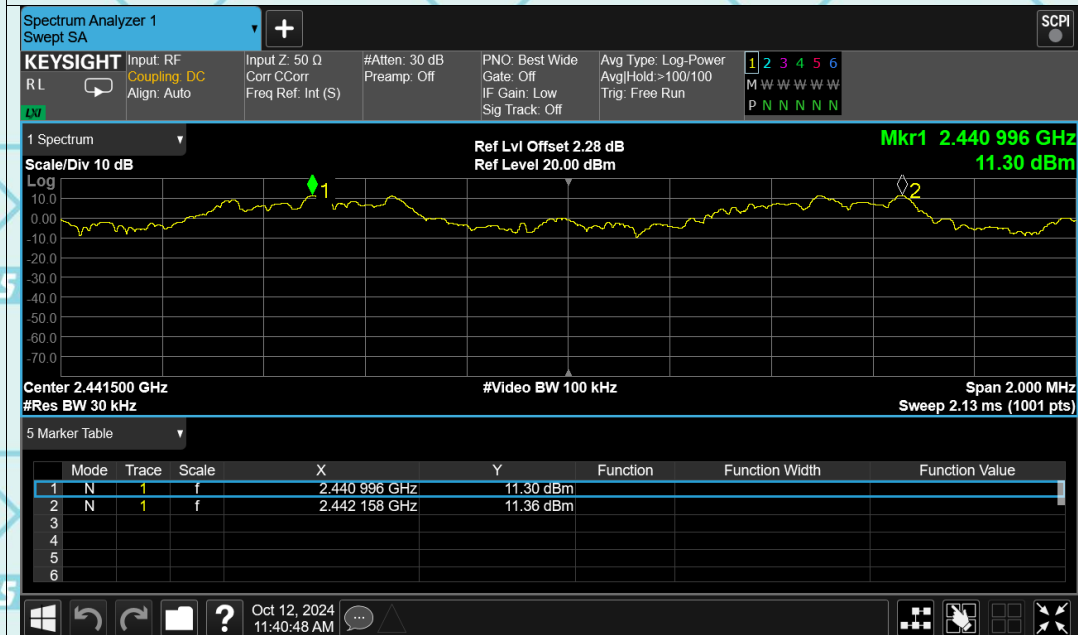 Spectrum Analyzer 1
Swept SA
+
SCPI
KEYSIGHT
R L
LXI
Input: RF
Coupling: DC
Align: Auto
Input Z: 50 Ω
Corr CCorr
Freq Ref: Int (S)
#Atten: 30 dB
Preamp: Off
PNO: Best Wide
Gate: Off
IF Gain: Low
Sig Track: Off
Avg Type: Log-Power
Avg|Hold:>100/100
Trig: Free Run
1 2 3 4 5 6
M W W W W W
P N N N N N
1 Spectrum
Scale/Div 10 dB
Ref Lvl Offset 2.28 dB
Ref Level 20.00 dBm
Mkr1 2.440 996 GHz
11.30 dBm
Log
10.0
0.00
-10.0
-20.0
-30.0
-40.0
-50.0
-60.0
-70.0
1
2
Center 2.441500 GHz
#Video BW 100 kHz
Span 2.000 MHz
#Res BW 30 kHz
Sweep 2.13 ms (1001 pts)
5 Marker Table
Mode Trace Scale X Y Function Function Width Function Value
1 N 1 f 2.440 996 GHz 11.30 dBm
2 N 1 f 2.442 158 GHz 11.36 dBm
3
4
5
6
?
Oct 12, 2024
11:40:48 AM